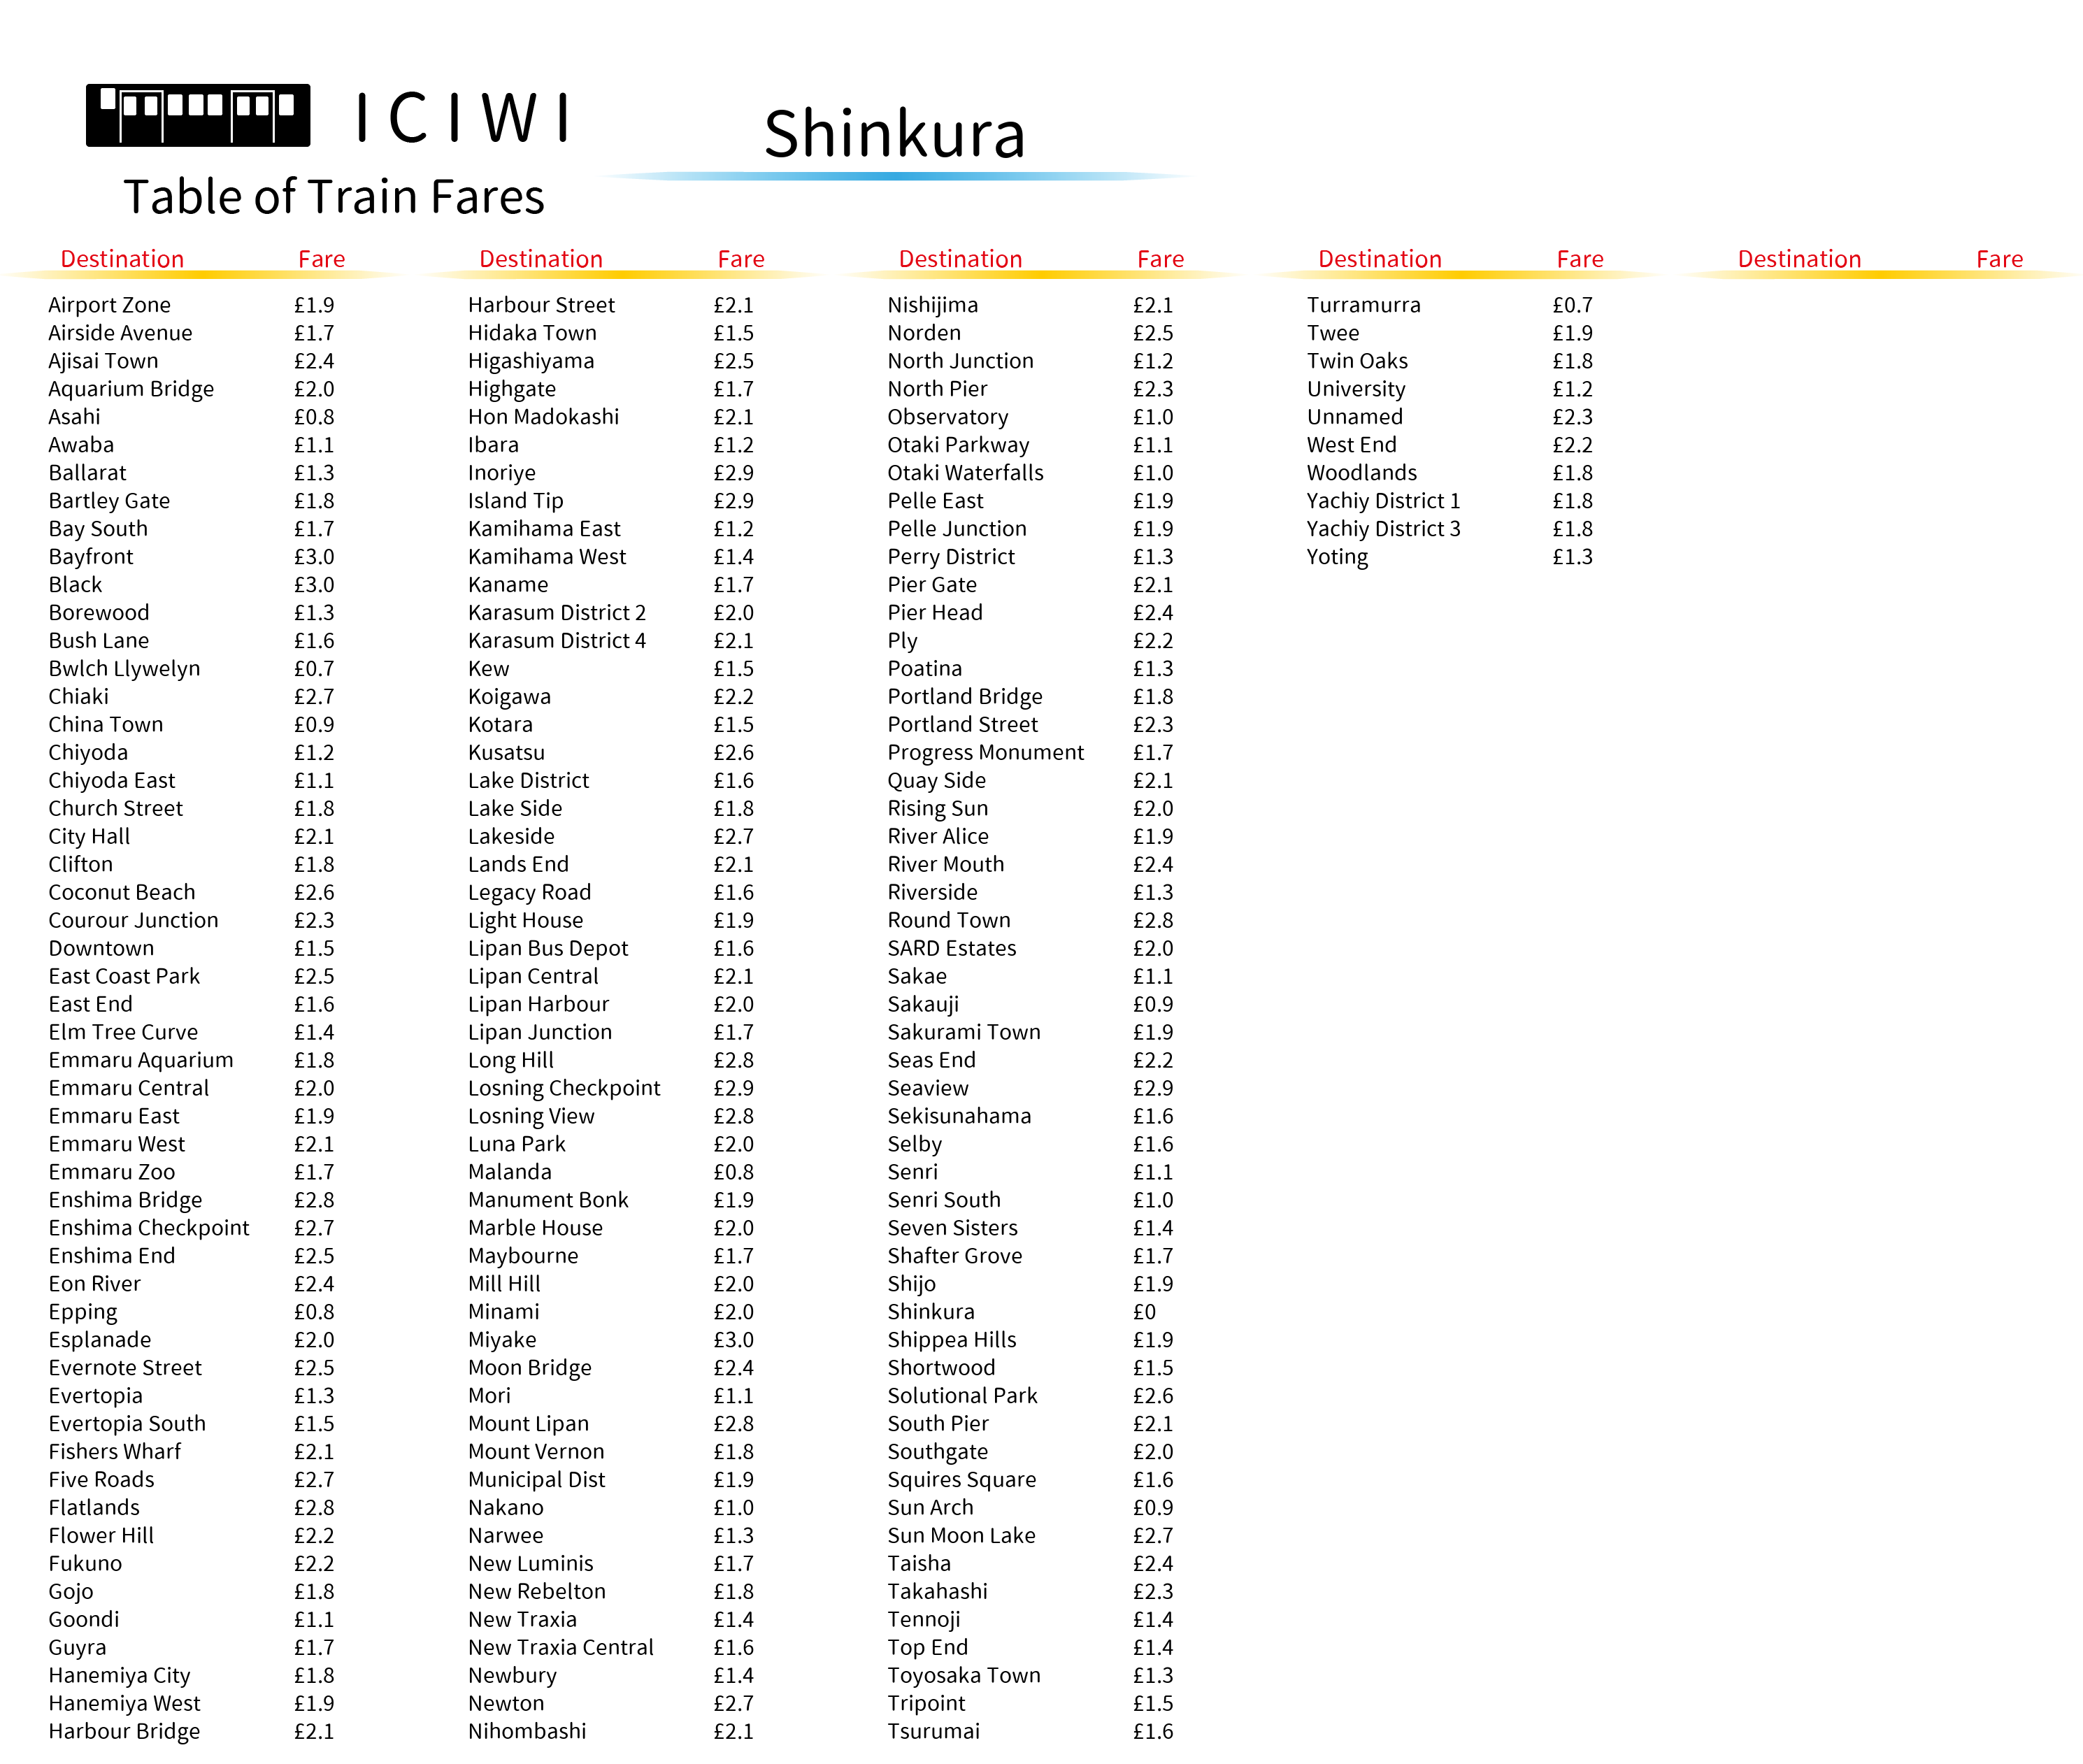 ICIWI
Shinkura
Table of Train Fares
Destination Fare
Airport Zone £1.9
Airside Avenue £1.7
Ajisai Town £2.4
Aquarium Bridge £2.0
Asahi £0.8
Awaba £1.1
Ballarat £1.3
Bartley Gate £1.8
Bay South £1.7
Bayfront £3.0
Black £3.0
Borewood £1.3
Bush Lane £1.6
Bwlch Llywelyn £0.7
Chiaki £2.7
China Town £0.9
Chiyoda £1.2
Chiyoda East £1.1
Church Street £1.8
City Hall £2.1
Clifton £1.8
Coconut Beach £2.6
Courour Junction £2.3
Downtown £1.5
East Coast Park £2.5
East End £1.6
Elm Tree Curve £1.4
Emmaru Aquarium £1.8
Emmaru Central £2.0
Emmaru East £1.9
Emmaru West £2.1
Emmaru Zoo £1.7
Enshima Bridge £2.8
Enshima Checkpoint £2.7
Enshima End £2.5
Eon River £2.4
Epping £0.8
Esplanade £2.0
Evernote Street £2.5
Evertopia £1.3
Evertopia South £1.5
Fishers Wharf £2.1
Five Roads £2.7
Flatlands £2.8
Flower Hill £2.2
Fukuno £2.2
Gojo £1.8
Goondi £1.1
Guyra £1.7
Hanemiya City £1.8
Hanemiya West £1.9
Harbour Bridge £2.1
Destination Fare
Harbour Street £2.1
Hidaka Town £1.5
Higashiyama £2.5
Highgate £1.7
Hon Madokashi £2.1
Ibara £1.2
Inoriye £2.9
Island Tip £2.9
Kamihama East £1.2
Kamihama West £1.4
Kaname £1.7
Karasum District 2 £2.0
Karasum District 4 £2.1
Kew £1.5
Koigawa £2.2
Kotara £1.5
Kusatsu £2.6
Lake District £1.6
Lake Side £1.8
Lakeside £2.7
Lands End £2.1
Legacy Road £1.6
Light House £1.9
Lipan Bus Depot £1.6
Lipan Central £2.1
Lipan Harbour £2.0
Lipan Junction £1.7
Long Hill £2.8
Losning Checkpoint £2.9
Losning View £2.8
Luna Park £2.0
Malanda £0.8
Manument Bonk £1.9
Marble House £2.0
Maybourne £1.7
Mill Hill £2.0
Minami £2.0
Miyake £3.0
Moon Bridge £2.4
Mori £1.1
Mount Lipan £2.8
Mount Vernon £1.8
Municipal Dist £1.9
Nakano £1.0
Narwee £1.3
New Luminis £1.7
New Rebelton £1.8
New Traxia £1.4
New Traxia Central £1.6
Newbury £1.4
Newton £2.7
Nihombashi £2.1
Destination Fare
Nishijima £2.1
Norden £2.5
North Junction £1.2
North Pier £2.3
Observatory £1.0
Otaki Parkway £1.1
Otaki Waterfalls £1.0
Pelle East £1.9
Pelle Junction £1.9
Perry District £1.3
Pier Gate £2.1
Pier Head £2.4
Ply £2.2
Poatina £1.3
Portland Bridge £1.8
Portland Street £2.3
Progress Monument £1.7
Quay Side £2.1
Rising Sun £2.0
River Alice £1.9
River Mouth £2.4
Riverside £1.3
Round Town £2.8
SARD Estates £2.0
Sakae £1.1
Sakauji £0.9
Sakurami Town £1.9
Seas End £2.2
Seaview £2.9
Sekisunahama £1.6
Selby £1.6
Senri £1.1
Senri South £1.0
Seven Sisters £1.4
Shafter Grove £1.7
Shijo £1.9
Shinkura £0
Shippea Hills £1.9
Shortwood £1.5
Solutional Park £2.6
South Pier £2.1
Southgate £2.0
Squires Square £1.6
Sun Arch £0.9
Sun Moon Lake £2.7
Taisha £2.4
Takahashi £2.3
Tennoji £1.4
Top End £1.4
Toyosaka Town £1.3
Tripoint £1.5
Tsurumai £1.6
Destination Fare
Turramurra £0.7
Twee £1.9
Twin Oaks £1.8
University £1.2
Unnamed £2.3
West End £2.2
Woodlands £1.8
Yachiy District 1 £1.8
Yachiy District 3 £1.8
Yoting £1.3
Destination Fare